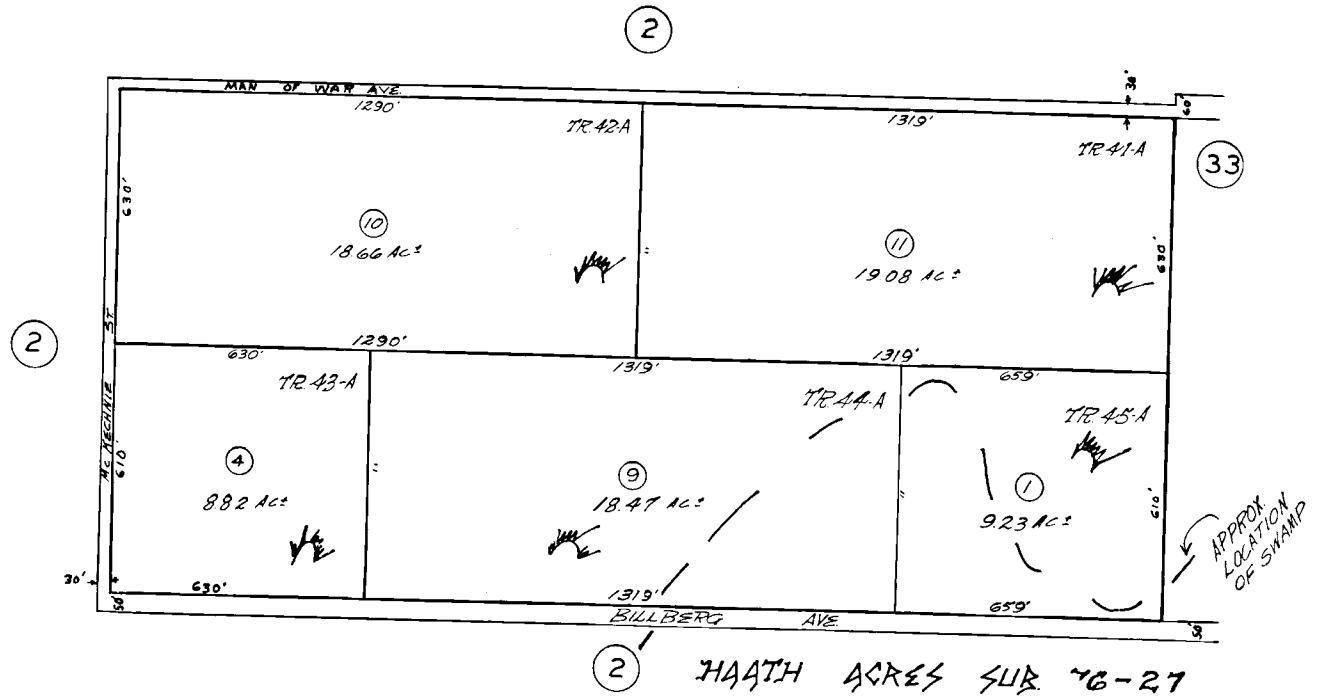 2
MAN OF WAR AVE.
30'
60'
1290'
1319'
TR. 42-A
TR. 41-A
33
630'
10
18.66 AC±
"
11
19.08 AC±
630'
2
Mc KECHNIE ST
1290'
630'
1319'
1319'
659'
TR. 43-A
TR. 44-A
TR. 45-A
610'
4
8.82 AC±
"
9
18.47 AC±
"
1
9.23 AC±
610'
APPROX.
LOCATION
OF SWAMP
30'
50'
630'
1319'
659'
50'
BILLBERG AVE.
2
HAATH ACRES SUB. 76-27